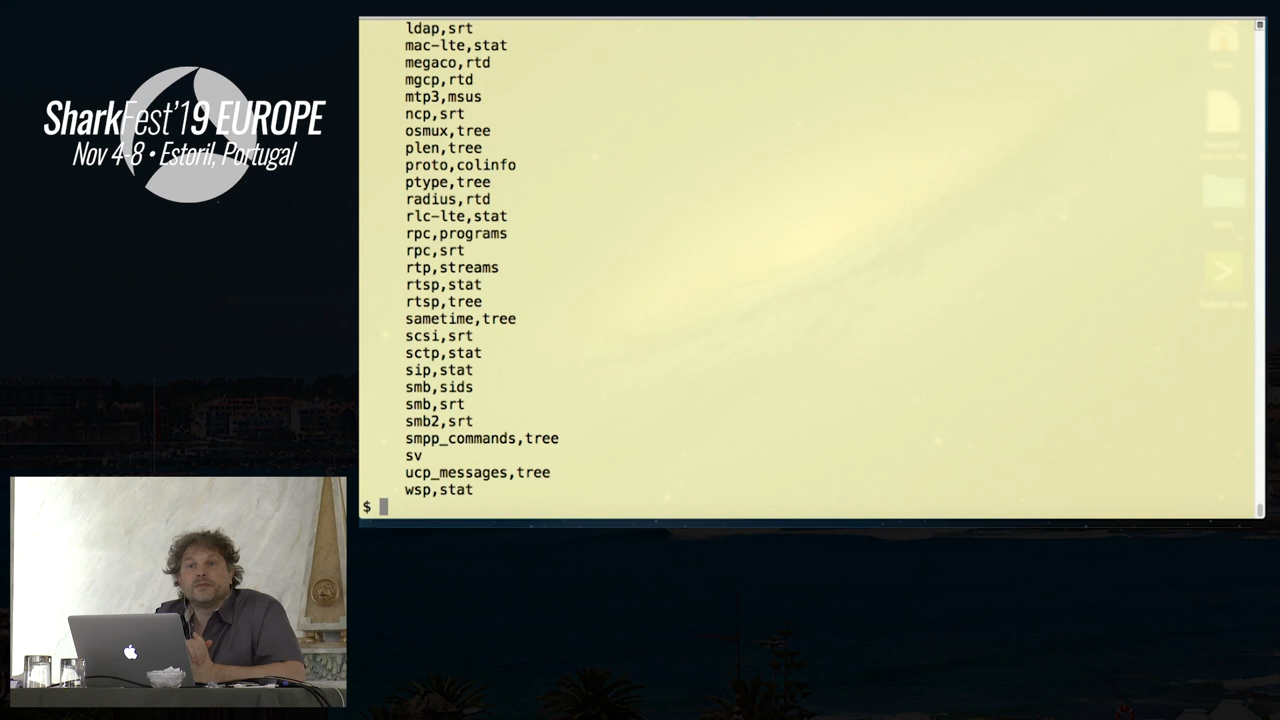 SharkFest'19 EUROPE
Nov 4-8 • Estoril, Portugal
ldap,srt
mac-lte,stat
megaco,rtd
mgcp,rtd
mtp3,msus
ncp,srt
osmux,tree
plen,tree
proto,colinfo
ptype,tree
radius,rtd
rlc-lte,stat
rpc,programs
rpc,srt
rtp,streams
rtsp,stat
rtsp,tree
sametime,tree
scsi,srt
sctp,stat
sip,stat
smb,sids
smb,srt
smb2,srt
smpp_commands,tree
sv
ucp_messages,tree
wsp,stat
$